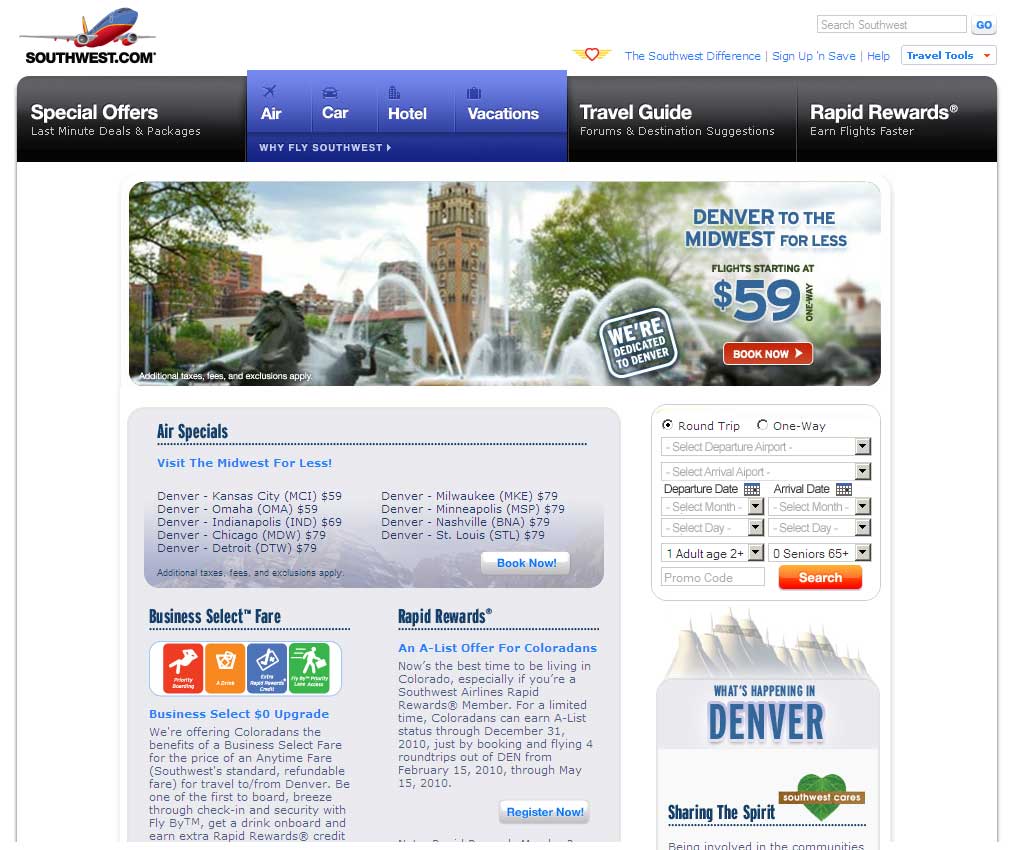 SOUTHWEST.COM
Search Southwest
GO
The Southwest Difference | Sign Up 'n Save | Help
Travel Tools
Special Offers
Last Minute Deals & Packages
Air
Car
Hotel
Vacations
WHY FLY SOUTHWEST
Travel Guide
Forums & Destination Suggestions
Rapid Rewards®
Earn Flights Faster
DENVER TO THE
MIDWEST FOR LESS
FLIGHTS STARTING AT
$59
ONE-WAY
WE'RE
DEDICATED
TO DENVER
BOOK NOW
Additional taxes, fees, and exclusions apply.
Air Specials
Visit The Midwest For Less!
Denver - Kansas City (MCI) $59
Denver - Omaha (OMA) $59
Denver - Indianapolis (IND) $69
Denver - Chicago (MDW) $79
Denver - Detroit (DTW) $79
Denver - Milwaukee (MKE) $79
Denver - Minneapolis (MSP) $79
Denver - Nashville (BNA) $79
Denver - St. Louis (STL) $79
Book Now!
Additional taxes, fees, and exclusions apply.
Round Trip
One-Way
- Select Departure Airport -
- Select Arrival Aiport -
Departure Date
Arrival Date
- Select Month -
- Select Month -
- Select Day -
- Select Day -
1 Adult age 2+
0 Seniors 65+
Promo Code
Search
Business Select™ Fare
Priority
Boarding
A Drink
Extra
Rapid Rewards®
Credit
Fly By™ Priority
Lane Access
Business Select $0 Upgrade
We're offering Coloradans the
benefits of a Business Select Fare
for the price of an Anytime Fare
(Southwest's standard, refundable
fare) for travel to/from Denver. Be
one of the first to board, breeze
through check-in and security with
Fly By™, get a drink onboard and
earn extra Rapid Rewards® credit
Rapid Rewards®
An A-List Offer For Coloradans
Now's the best time to be living in
Colorado, especially if you're a
Southwest Airlines Rapid
Rewards® Member. For a limited
time, Coloradans can earn A-List
status through December 31,
2010, just by booking and flying 4
roundtrips out of DEN from
February 15, 2010, through May
15, 2010.
Register Now!
WHAT'S HAPPENING IN
DENVER
southwest cares
Sharing The Spirit
Being involved in the communities